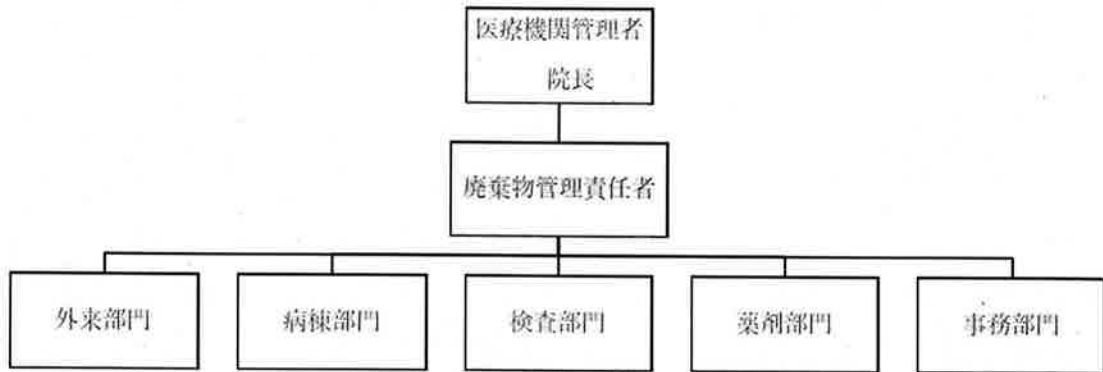 医療機関管理者
院長
廃棄物管理責任者
外来部門
病棟部門
検査部門
薬剤部門
事務部門